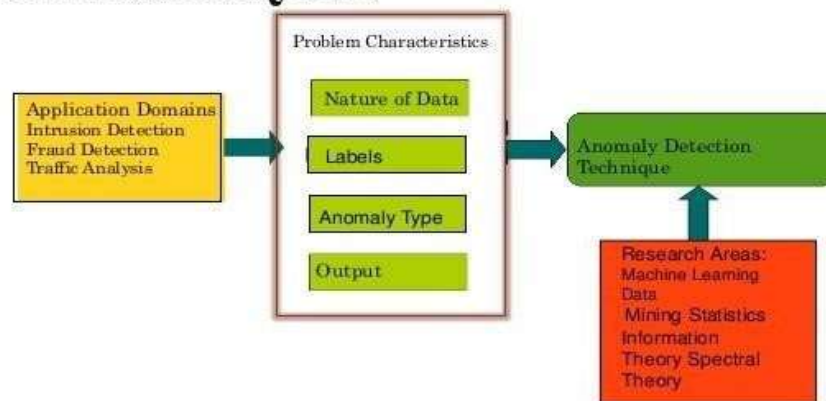 Application Domains
Intrusion Detection
Fraud Detection
Traffic Analysis
Problem Characteristics
Nature of Data
Labels
Anomaly Type
Output
Anomaly Detection
Technique
Research Areas:
Machine Learning
Data
Mining Statistics
Information
Theory Spectral
Theory